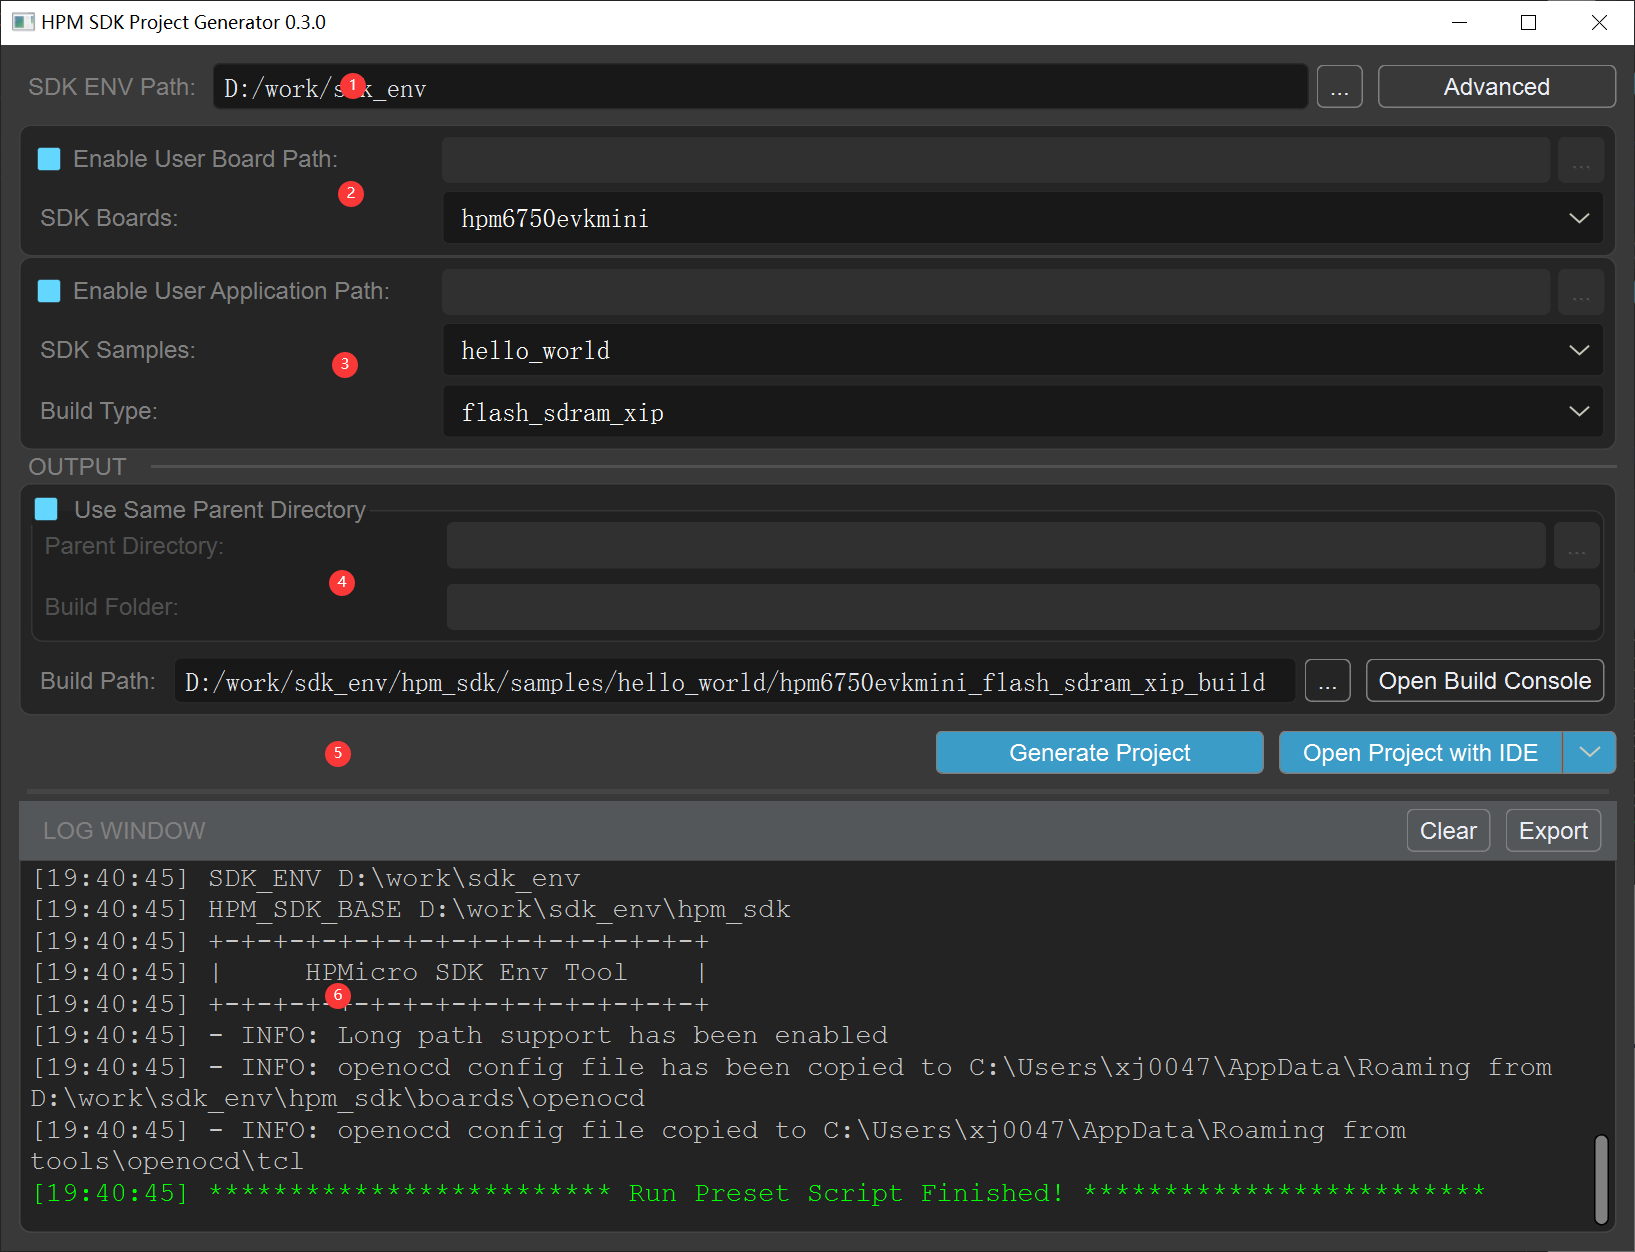 HPM SDK Project Generator 0.3.0
SDK ENV Path: D:/work/sdk_env ... Advanced
1
Enable User Board Path: ...
2
SDK Boards: hpm6750evkmini
Enable User Application Path: ...
SDK Samples: hello_world
3
Build Type: flash_sdram_xip
OUTPUT
Use Same Parent Directory
Parent Directory: ...
4
Build Folder:
Build Path: D:/work/sdk_env/hpm_sdk/samples/hello_world/hpm6750evkmini_flash_sdram_xip_build ... Open Build Console
5 Generate Project Open Project with IDE
LOG WINDOW Clear Export
[19:40:45] SDK_ENV D:\work\sdk_env
[19:40:45] HPM_SDK_BASE D:\work\sdk_env\hpm_sdk
[19:40:45] +-+-+-+-+-+-+-+-+-+-+-+-+-+-+-+
[19:40:45] |     HPMicro SDK Env Tool    |
6
[19:40:45] +-+-+-+-+-+-+-+-+-+-+-+-+-+-+-+
[19:40:45] - INFO: Long path support has been enabled
[19:40:45] - INFO: openocd config file has been copied to C:\Users\xj0047\AppData\Roaming from
D:\work\sdk_env\hpm_sdk\boards\openocd
[19:40:45] - INFO: openocd config file copied to C:\Users\xj0047\AppData\Roaming from
tools\openocd\tcl
[19:40:45] ************************* Run Preset Script Finished! *************************